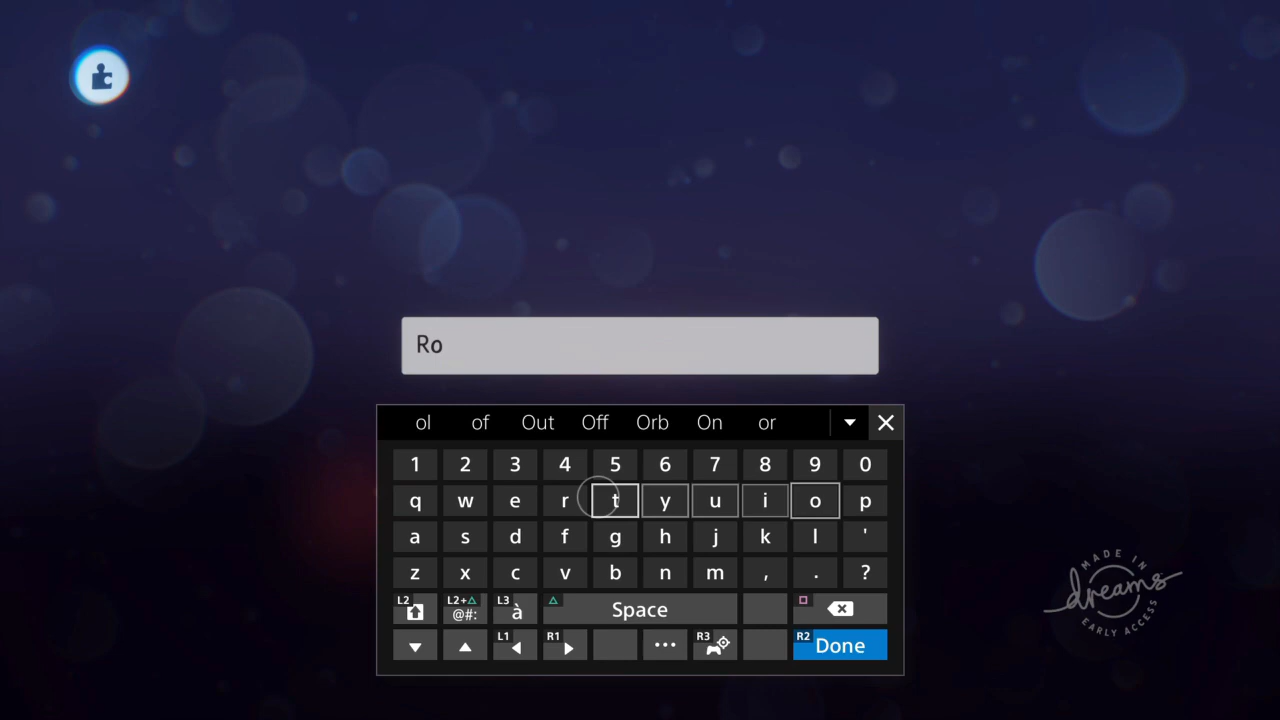 Ro
ol of Out Off Orb On or
1 2 3 4 5 6 7 8 9 0
q w e r t y u i o p
a s d f g h j k l '
z x c v b n m , . ?
L2 L2+△ @#: L3 à △ Space
L1 R1 ... R3 R2 Done
MADE IN
dreams
EARLY ACCESS